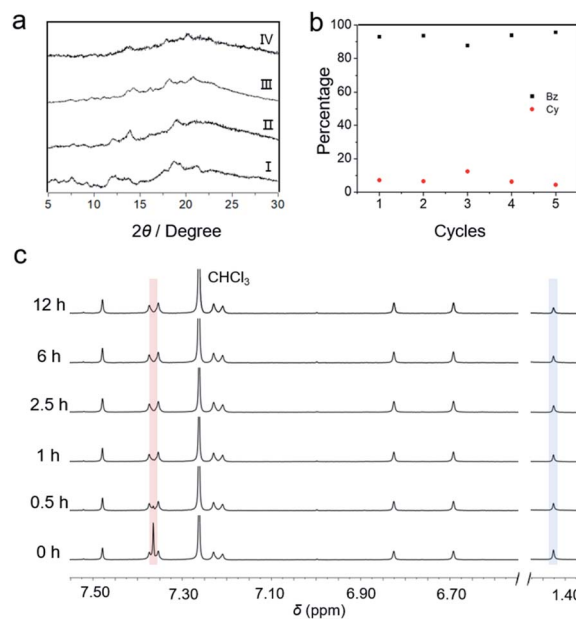 a
IV
III
II
I
5 10 15 20 25 30
2θ / Degree
b
100
80
60
40
20
0
Percentage
Bz
Cy
1 2 3 4 5
Cycles
c
CHCl3
12 h
6 h
2.5 h
1 h
0.5 h
0 h
7.50 7.30 7.10 6.90 6.70 1.40
δ (ppm)